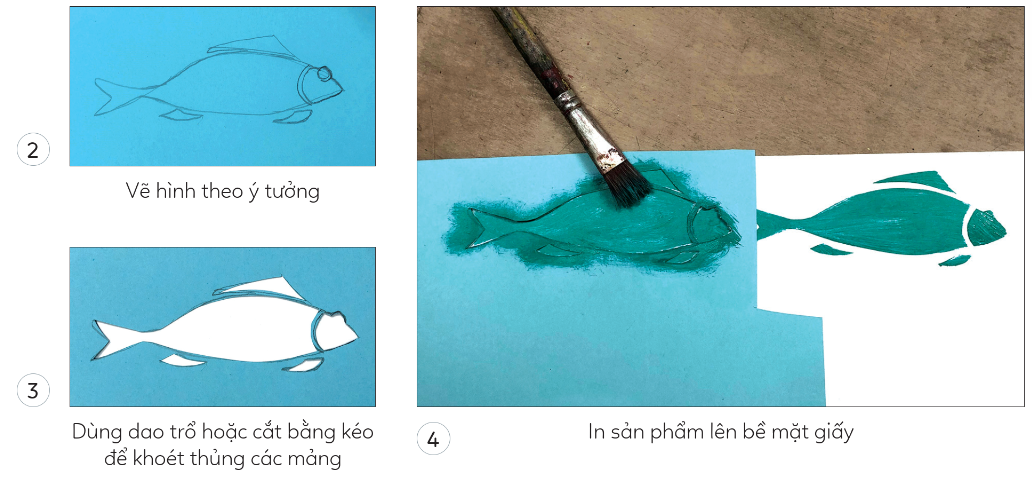 2
Vẽ hình theo ý tưởng
3
Dùng dao trổ hoặc cắt bằng kéo
để khoét thủng các mảng
4
In sản phẩm lên bề mặt giấy